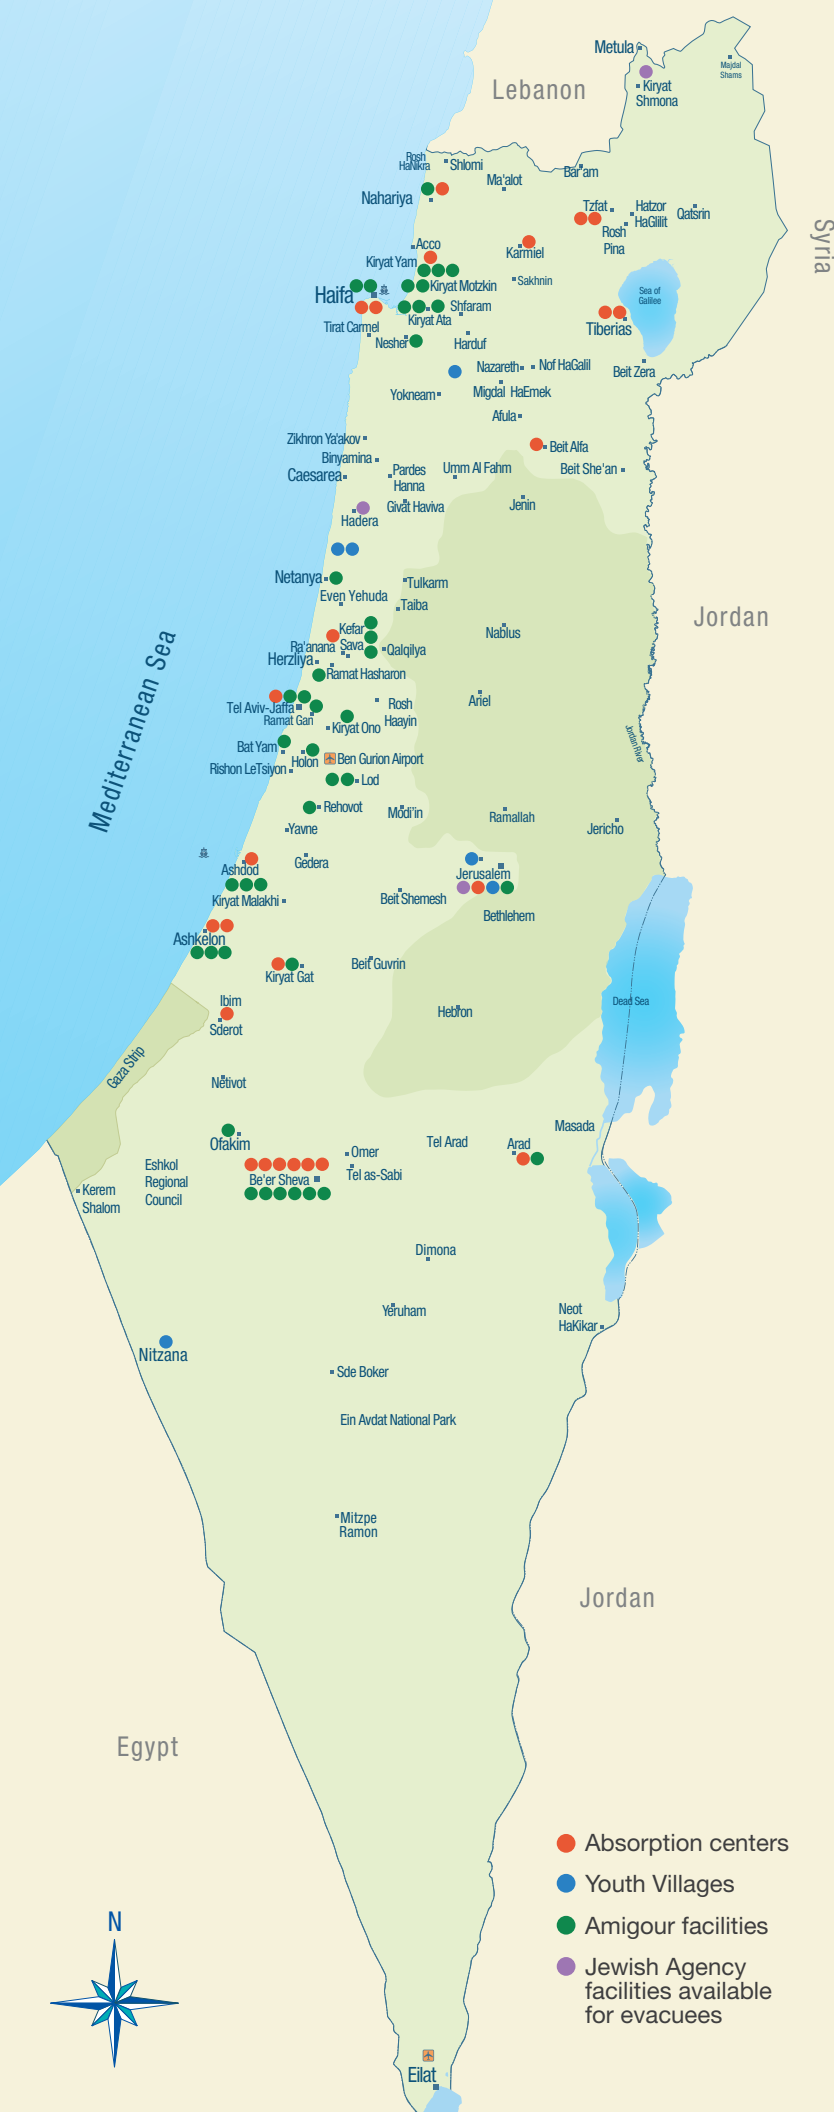 Metula
Majdal
Shams
Lebanon
Kiryat
Shmona
Rosh
HaNikra
Shlomi
Bar'am
Ma'alot
Nahariya
Tzfat
Hatzor
HaGlilit
Qatsrin
Rosh
Pina
Syria
Acco
Karmiel
Kiryat Yam
Sakhnin
Kiryat Motzkin
Haifa
Sea of
Galilee
Shfaram
Kiryat Ata
Tirat Carmel
Tiberias
Nesher
Harduf
Nazareth
Nof HaGalil
Beit Zera
Yokneam
Migdal HaEmek
Afula
Zikhron Ya'akov
Beit Alfa
Binyamina
Caesarea
Pardes
Hanna
Umm Al Fahm
Beit She'an
Givat Haviva
Jenin
Hadera
Netanya
Tulkarm
Even Yehuda
Taiba
Jordan
Kefar
Sava
Nablus
Ra'anana
Qalqilya
Herzliya
Ramat Hasharon
Mediterranean Sea
Ariel
Tel Aviv-Jaffa
Rosh
Haayin
Ramat Gan
Kiryat Ono
Jordan River
Bat Yam
Holon
Ben Gurion Airport
Rishon LeTsiyon
Lod
Rehovot
Modi'in
Ramallah
Yavne
Jericho
Gedera
Ashdod
Jerusalem
Kiryat Malakhi
Beit Shemesh
Bethlehem
Ashkelon
Kiryat Gat
Beit Guvrin
Ibim
Hebron
Dead Sea
Sderot
Gaza Strip
Netivot
Ofakim
Masada
Omer
Tel Arad
Arad
Eshkol
Regional
Council
Be'er Sheva
Tel as-Sabi
Kerem
Shalom
Dimona
Yeruham
Neot
HaKikar
Nitzana
Sde Boker
Ein Avdat National Park
Mitzpe
Ramon
Jordan
Egypt
Absorption centers
Youth Villages
Amigour facilities
Jewish Agency
facilities available
for evacuees
N
Eilat